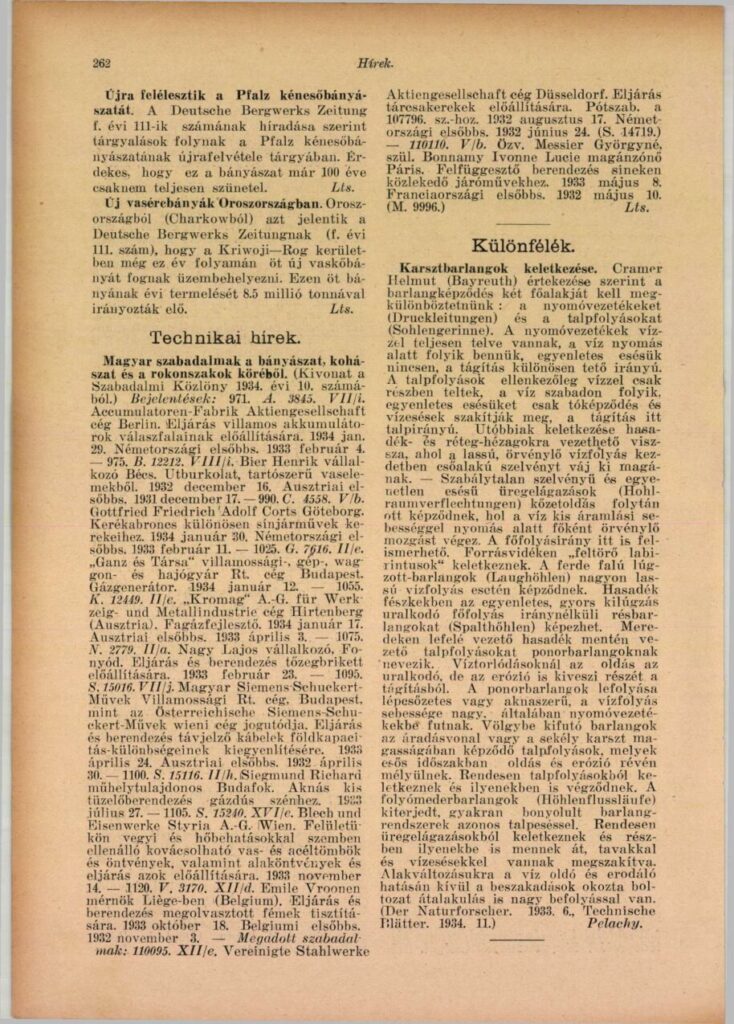 262
Hírek.
Újra felélesztik a Pfalz kénesőbányá-
szatát. A Deutsche Bergwerks Zeitung
f. évi 111-ik számának híradása szerint
tárgyalások folynak a Pfalz kénesőbá-
nyászatának újrafelvétele tárgyában. Ér-
dekes, hogy ez a bányászat már 100 éve
csaknem teljesen szünetel. Lts.
Új vasércbányák Oroszországban. Orosz-
országból (Charkowból) azt jelentik a
Deutsche Bergwerks Zeitungnak (f. évi
111. szám), hogy a Kriwoji—Rog kerület-
ben még ez év folyamán öt új vaskőbá-
nyát fognak üzembehelyezni. Ezen öt bá-
nyának évi termelését 8.5 millió tonnával
irányozták elő. Lts.
Technikai hírek.
Magyar szabadalmak a bányászat, kohá-
szat és a rokonszakok köréből. (Kivonat a
Szabadalmi Közlöny 1934. évi 10. számá-
ból.) Bejelentések: 971. A. 3845. VII/i.
Accumulatoren-Fabrik Aktiengesellschaft
cég Berlin. Eljárás villamos akkumuláto-
rok válaszfalainak előállítására. 1934 jan.
29. Németországi elsőbbs. 1933 február 4.
— 975. B. 12212. VIII/i. Bier Henrik vállal-
kozó Bécs. Útburkolat, tartószerű vasele-
mekből. 1932 december 16. Ausztriai el-
sőbbs. 1931 december 17. — 990. C. 4558. V/b.
Gottfried Friedrich Adolf Corts Göteborg.
Kerékabroncs különösen sínjárművek ke-
rekeihez. 1934 január 30. Németországi el-
sőbbs. 1933 február 11. — 1025. G. 7616. II/e.
„Ganz és Társa” villamossági-, gép-, wag-
gon- és hajógyár Rt. cég Budapest.
Gázgenerátor. 1934 január 12. — 1055.
K. 12449. II/e. „Kromag” A.-G. für Werk
zeig- und Metallindustrie cég Hirtenberg
(Ausztria). Fagázfejlesztő. 1934 január 17.
Ausztriai elsőbbs. 1933 április 3. — 1075.
N. 2779. II/a. Nagy Lajos vállalkozó, Fo-
nyód. Eljárás és berendezés tőzegbrikett
előállítására. 1933 február 23. — 1095.
S. 15016. VII/j. Magyar Siemens-Schuckert-
Művek Villamossági Rt. cég, Budapest,
mint az Österreichische Siemens-Schu-
ckert-Művek wieni cég jogutódja. Eljárás
és berendezés távjelző kábelek földkapaci-
tás-különbségeinek kiegyenlítésére. 1933
április 24. Ausztriai elsőbbs. 1932 április
30. — 1100. S. 15116. II/h. Siegmund Richard
műhelytulajdonos Budafok. Aknás kis
tüzelőberendezés gázdús szénhez. 1933
július 27. — 1105. S. 15240. XVI/e. Blech und
Eisenwerke Styria A.-G. Wien. Felületü-
kön vegyi és hőbehatásokkal szemben
ellenálló kovácsolható vas- és acéltömbök
és öntvények, valamint alaköntvények és
eljárás azok előállítására. 1933 november
14. — 1120. V. 3170. XII/d. Emile Vroonen
mérnök Liège-ben (Belgium). Eljárás és
berendezés megolvasztott fémek tisztítá-
sára. 1933 október 18. Belgiumi elsőbbs.
1932 november 3. — Megadott szabadal
mak: 110095. XII/e. Vereinigte Stahlwerke
Aktiengesellschaft cég Düsseldorf. Eljárás
tárcsakerekek előállítására. Pótszab. a
107796. sz.-hoz. 1932 augusztus 17. Német-
országi elsőbbs. 1932 június 24. (S. 14719.)
— 110110. V/b. Özv. Messier Györgyné,
szül. Bonnamy Ivonne Lucie magánzónő
Páris. Felfüggesztő berendezés síneken
közlekedő járóművekhez. 1933 május 8.
Franciaországi elsőbbs. 1932 május 10.
(M. 9996.) Lts.
Különfélék.
Karsztbarlangok keletkezése. Cramer
Helmut (Bayreuth) értekezése szerint a
barlangképződés két főalakját kell meg-
különböztetnünk: a nyomóvezetékeket
(Druckleitungen) és a talpfolyásokat
(Sohlengerinne). A nyomóvezetékek víz-
zel teljesen telve vannak, a víz nyomás
alatt folyik bennük, egyenletes esésük
nincsen, a tágítás különösen tető irányú.
A talpfolyások ellenkezőleg vízzel csak
részben teltek, a víz szabadon folyik,
egyenletes esésüket csak tóképződés és
vízesések szakítják meg, a tágítás itt
talpirányú. Utóbbiak keletkezése hasa-
dék- és réteg-hézagokra vezethető visz-
sza, ahol a lassú, örvénylő vízfolyás kez-
detben csőalakú szelvényt váj ki magá-
nak. — Szabálytalan szelvényű és egye-
netlen esésű üregelágazások (Hohl-
raumverflechtungen) kőzetoldás folytán
ott képződnek, hol a víz kis áramlási se-
bességgel nyomás alatt főként örvénylő
mozgást végez. A főfolyásirány itt is fel-
ismerhető. Forrásvidéken „feltörő labi-
rintusok” keletkeznek. A ferde falú lúg-
zott-barlangok (Laughöhlen) nagyon las-
sú vízfolyás esetén képződnek. Hasadék
fészkekben az egyenletes, gyors kilúgzás
uralkodó főfolyás iránynélküli résbar-
langokat (Spalthöhlen) képezhet. Mere-
deken lefelé vezető hasadék mentén ve-
zető talpfolyásokat ponorbarlangoknak
nevezik. Víztorlódásoknál az oldás az
uralkodó, de az erózió is kiveszi részét a
tágításból. A ponorbarlangok lefolyása
lépcsőzetes vagy aknaszerű, a vízfolyás
sebessége nagy, általában nyomóvezeté-
kekbe futnak. Völgybe kifutó barlangok
az áradásvonal vagy a sekély karszt ma-
gasságában képződő talpfolyások, melyek
esős időszakban oldás és erózió révén
mélyülnek. Rendesen talpfolyásokból ke-
letkeznek és ilyenekben is végződnek. A
folyómederbarlangok (Höhlenflussläufe)
kiterjedt, gyakran bonyolult barlang-
rendszerek azonos talpeséssel. Rendesen
üregelágazásokból keletkeznek és rész-
ben ilyenekbe is mennek át, tavakkal
és vízesésekkel vannak megszakítva.
Alakváltozásukra a víz oldó és erodáló
hatásán kívül a beszakadások okozta bol-
tozat átalakulás is nagy befolyással van.
(Der Naturforscher. 1933. 6., Technische
Blätter. 1934. 11.) Pelachy.